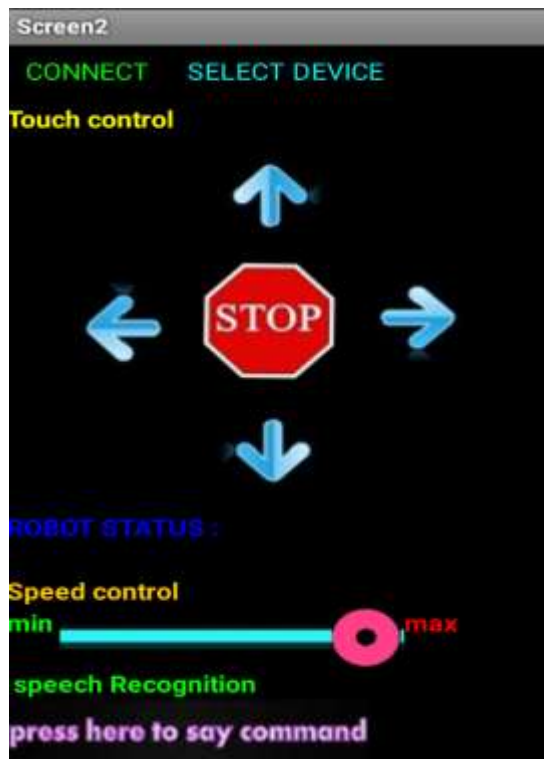 Screen2
CONNECT SELECT DEVICE
Touch control
STOP
ROBOT STATUS :
Speed control
min max
speech Recognition
press here to say command